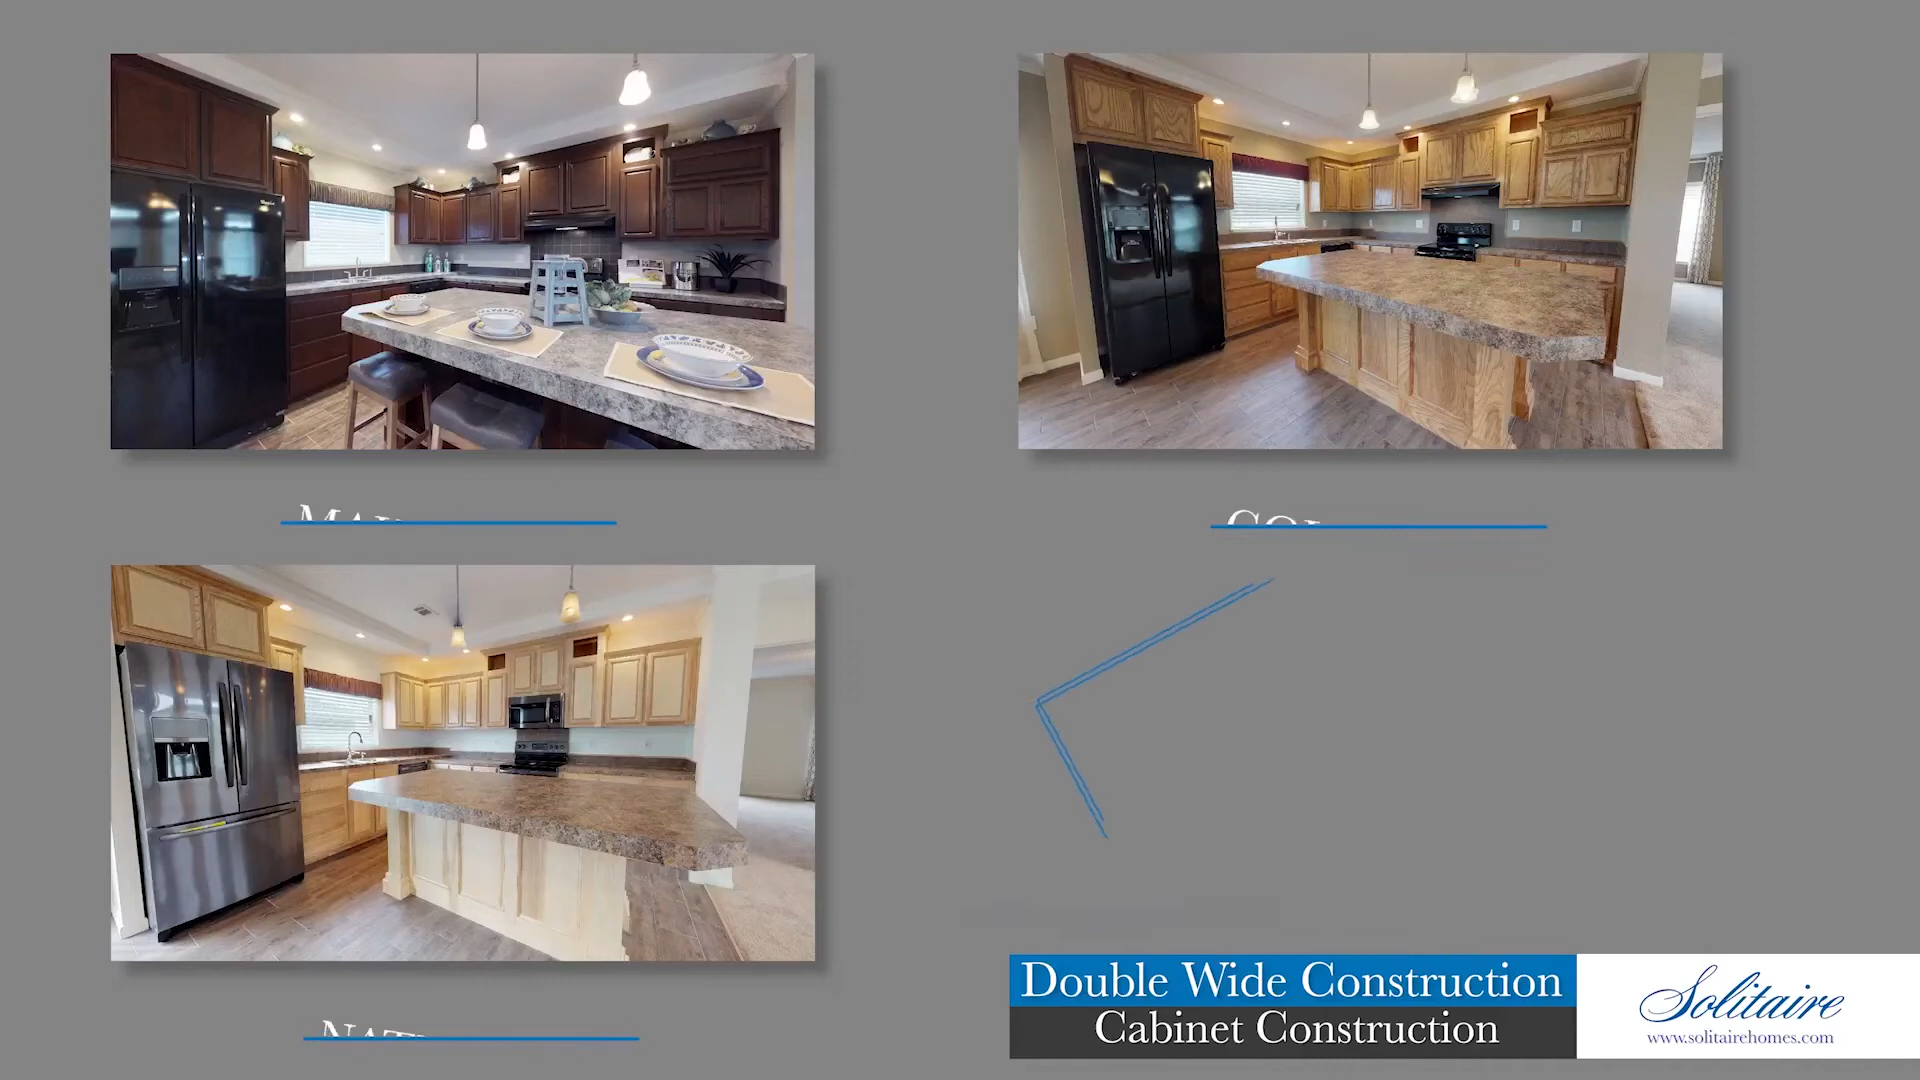 Double Wide Construction
Cabinet Construction
Solitaire
www.solitairehomes.com